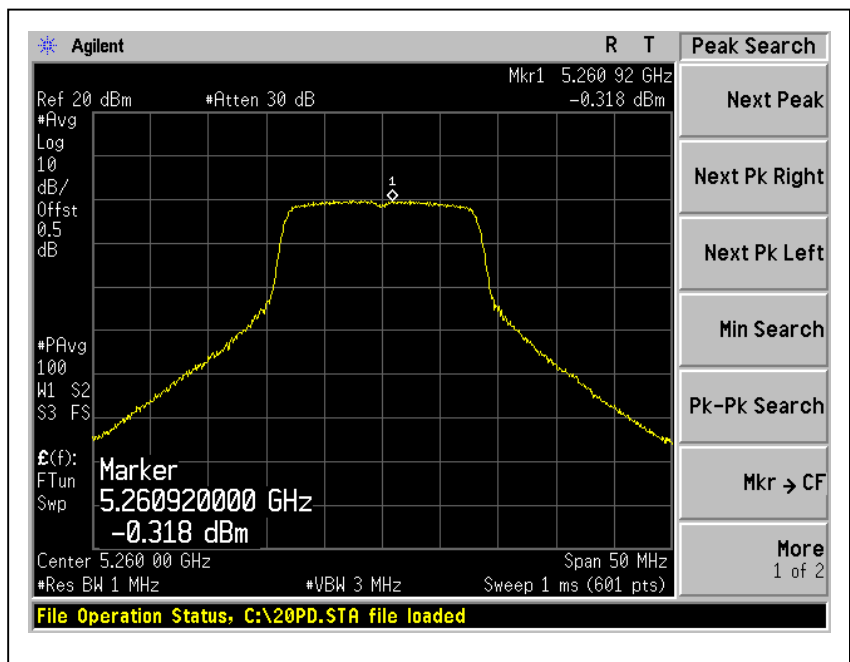 Agilent R T Peak Search
Mkr1 5.260 92 GHz
Ref 20 dBm #Atten 30 dB -0.318 dBm
#Avg
Log
10
dB/
Offst
0.5
dB
#PAvg
100
W1 S2
S3 FS
£(f):
FTun
Swp
1
Marker
5.260920000 GHz
-0.318 dBm
Center 5.260 00 GHz Span 50 MHz
#Res BW 1 MHz #VBW 3 MHz Sweep 1 ms (601 pts)
File Operation Status, C:\20PD.STA file loaded
Next Peak
Next Pk Right
Next Pk Left
Min Search
Pk-Pk Search
Mkr → CF
More
1 of 2